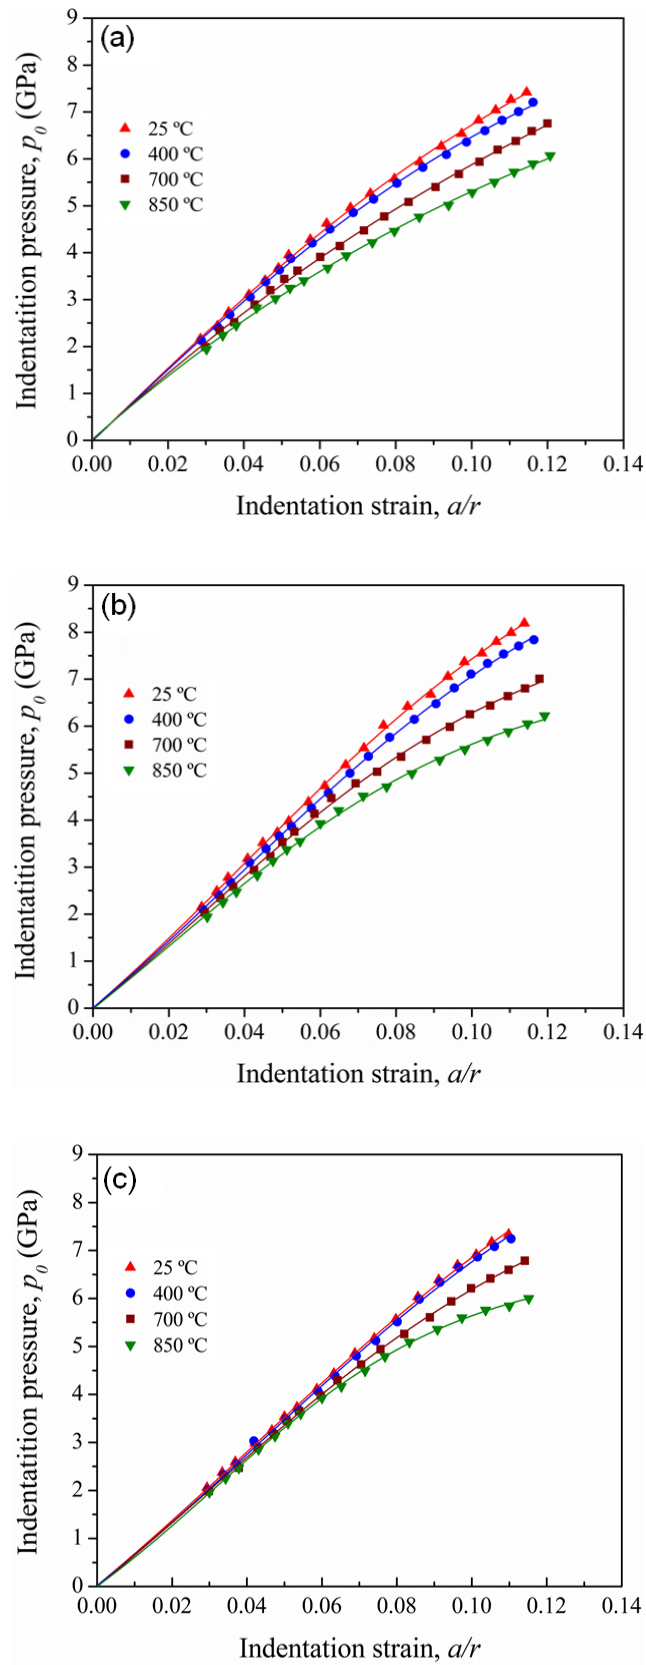 (a)
9
8
7
6
5
4
3
2
1
0
25 ºC
400 ºC
700 ºC
850 ºC
Indentatition pressure, p0 (GPa)
0.00 0.02 0.04 0.06 0.08 0.10 0.12 0.14
Indentation strain, a/r
(b)
9
8
7
6
5
4
3
2
1
0
25 ºC
400 ºC
700 ºC
850 ºC
Indentatition pressure, p0 (GPa)
0.00 0.02 0.04 0.06 0.08 0.10 0.12 0.14
Indentation strain, a/r
(c)
9
8
7
6
5
4
3
2
1
0
25 ºC
400 ºC
700 ºC
850 ºC
Indentatition pressure, p0 (GPa)
0.00 0.02 0.04 0.06 0.08 0.10 0.12 0.14
Indentation strain, a/r